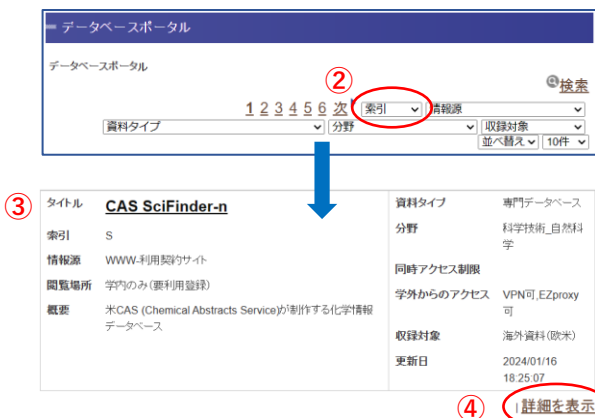 データベースポータル
データベースポータル
②
検索
1 2 3 4 5 6 次 索引 情報源
資料タイプ 分野 収録対象
並べ替え 10件
③
タイトル CAS SciFinder-n
索引 S
情報源 WWW-利用契約サイト
閲覧場所 学内のみ(要利用登録)
概要 米CAS (Chemical Abstracts Service)が制作する化学情報
データベース
資料タイプ 専門データベース
分野 科学技術_自然科
学
同時アクセス制限
学外からのアクセス VPN可,EZproxy
可
収録対象 海外資料(欧米)
更新日 2024/01/16
18:25:07
④ |詳細を表示